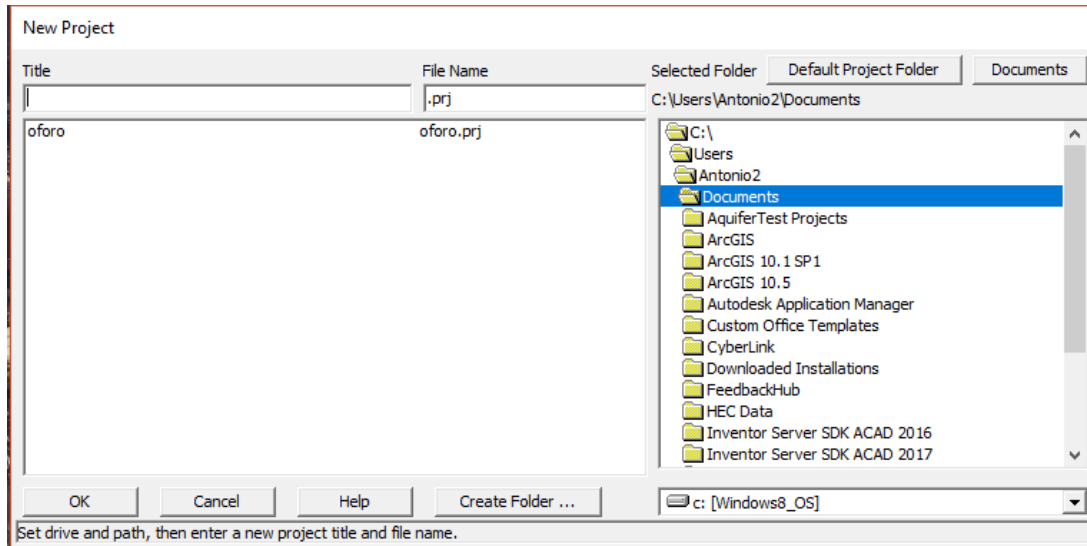 New Project
Title File Name Selected Folder Default Project Folder Documents
.prj C:\Users\Antonio2\Documents
oforo oforo.prj
C:\
Users
Antonio2
Documents
AquiferTest Projects
ArcGIS
ArcGIS 10.1 SP1
ArcGIS 10.5
Autodesk Application Manager
Custom Office Templates
CyberLink
Downloaded Installations
FeedbackHub
HEC Data
Inventor Server SDK ACAD 2016
Inventor Server SDK ACAD 2017
OK Cancel Help Create Folder ... c: [Windows8_OS]
Set drive and path, then enter a new project title and file name.